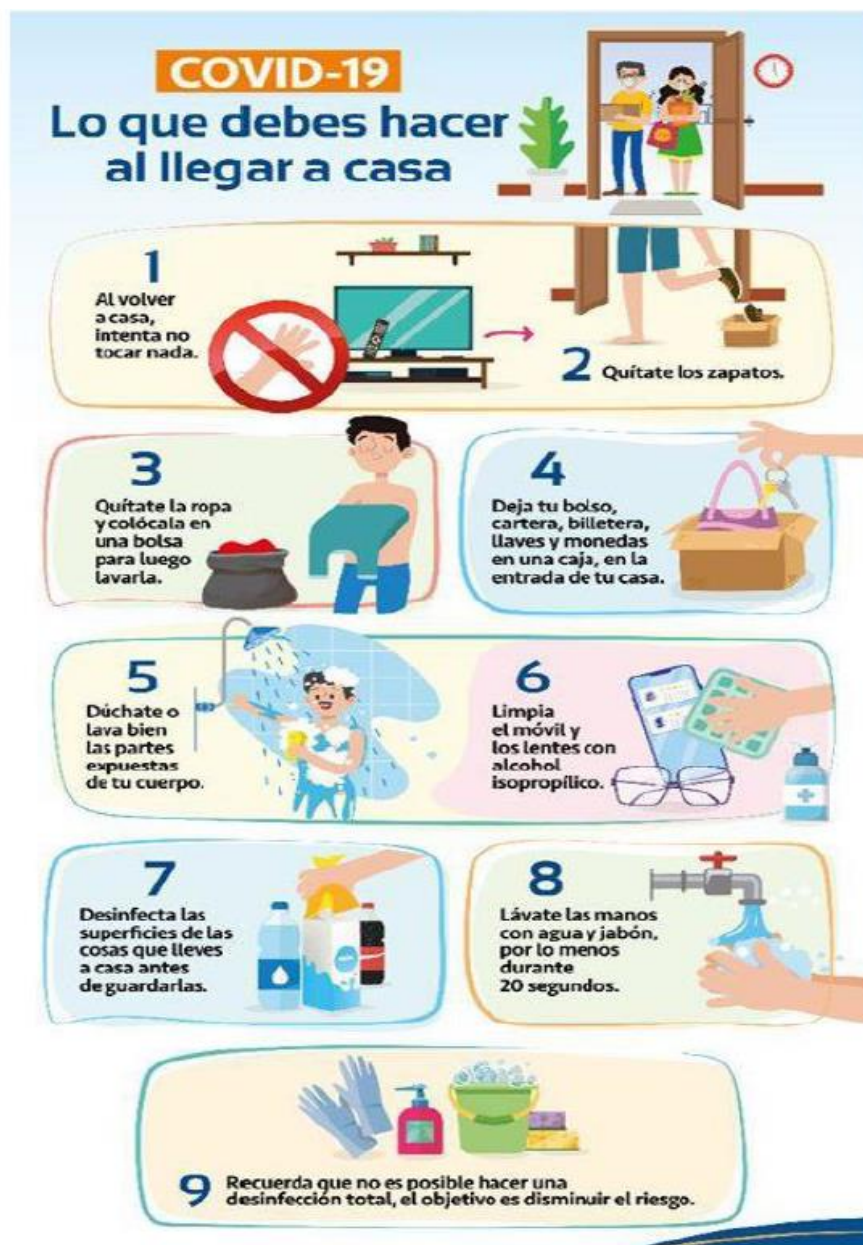 COVID-19
Lo que debes hacer
al llegar a casa
1
Al volver
a casa,
intenta no
tocar nada.
2 Quítate los zapatos.
3
Quítate la ropa
y colócala en
una bolsa
para luego
lavarla.
4
Deja tu bolso,
cartera, billetera,
llaves y monedas
en una caja, en la
entrada de tu casa.
5
Dúchate o
lava bien
las partes
expuestas
de tu cuerpo.
6
Limpia
el móvil y
los lentes con
alcohol
isopropílico.
7
Desinfecta las
superficies de las
cosas que lleves
a casa antes
de guardarlas.
8
Lávate las manos
con agua y jabón,
por lo menos
durante
20 segundos.
9 Recuerda que no es posible hacer una
desinfección total, el objetivo es disminuir el riesgo.